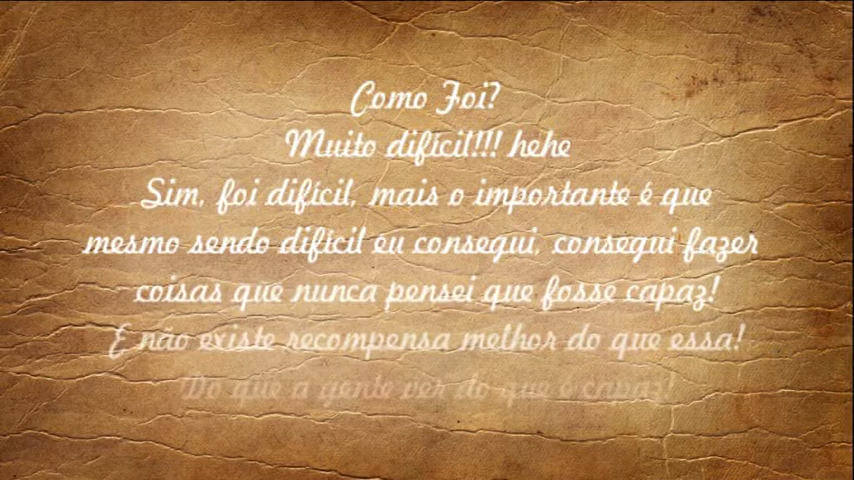 Como Foi?
Muito difícil!!! hehe
Sim, foi difícil, mais o importante é que
mesmo sendo difícil eu consegui, consegui fazer
coisas que nunca pensei que fosse capaz!
E não existe recompensa melhor do que essa!
Do que a gente ver do que é capaz!